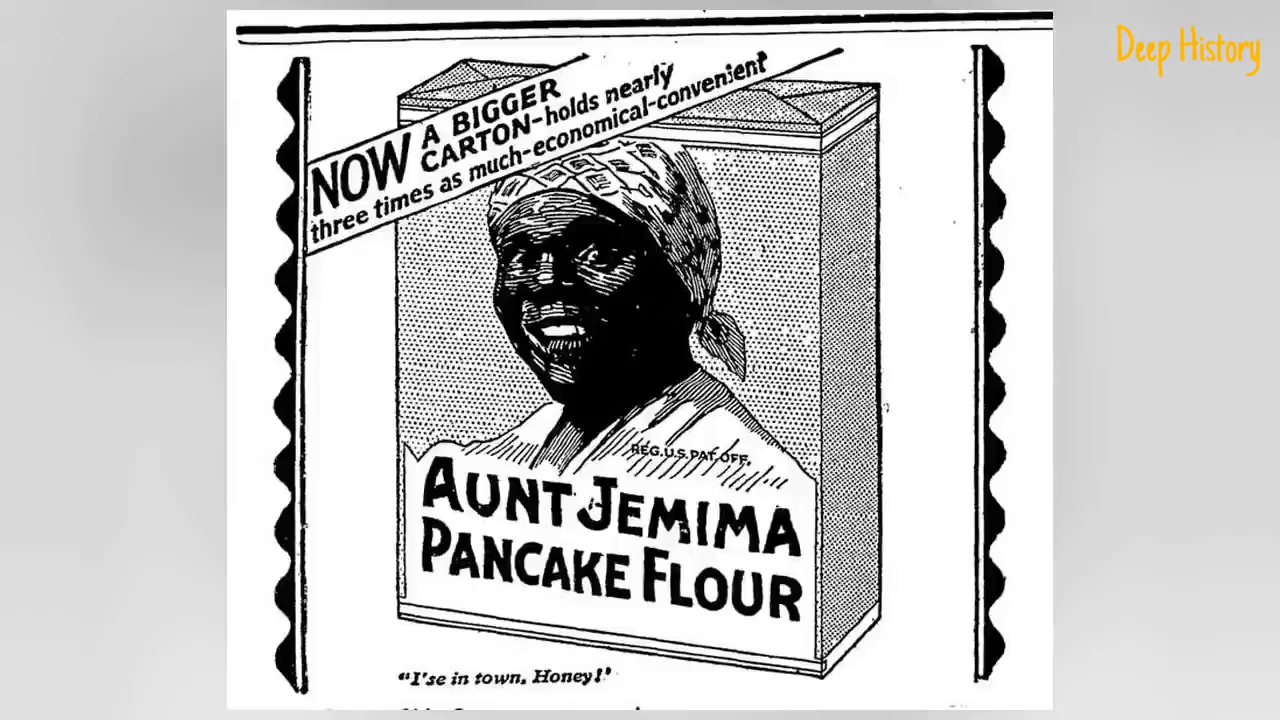 Deep History
NOW A BIGGER
CARTON-holds nearly
three times as much-economical-convenient
REG.U.S.PAT.OFF.
AUNT JEMIMA
PANCAKE FLOUR
"I'se in town, Honey!"